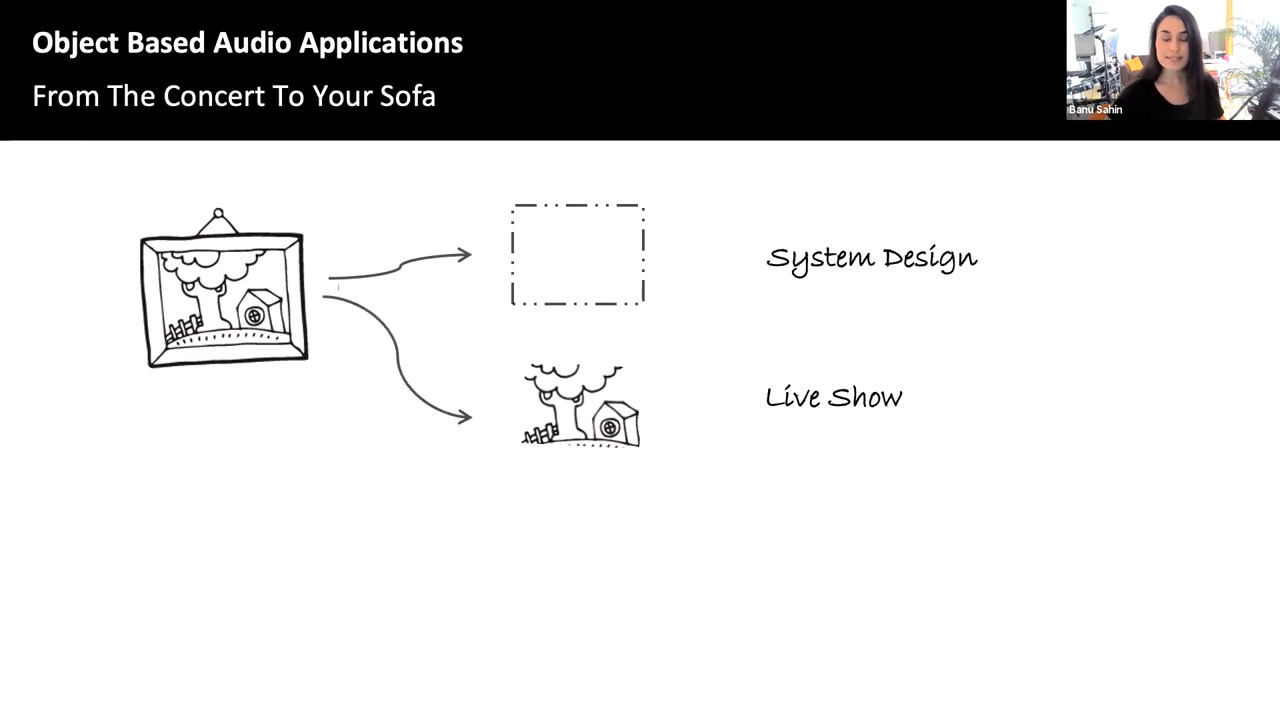 Object Based Audio Applications
From The Concert To Your Sofa
Banu Sahin
System Design
Live Show